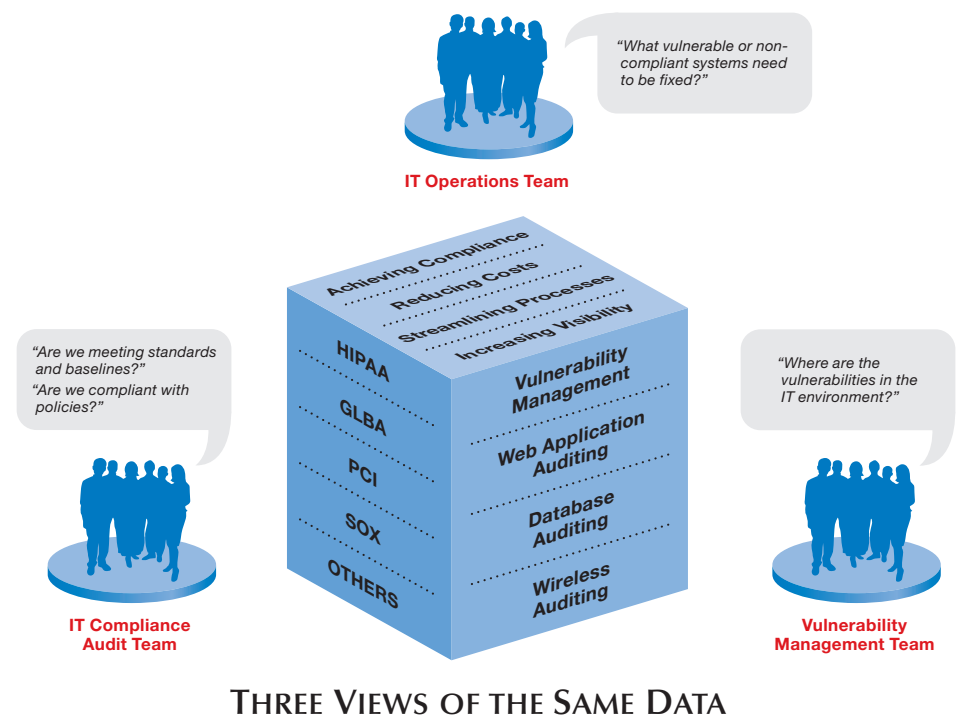 “What vulnerable or non-
compliant systems need
to be fixed?”
IT Operations Team
Achieving Compliance
Reducing Costs
Streamlining Processes
Increasing Visibility
“Are we meeting standards
and baselines?”
“Are we compliant with
policies?”
IT Compliance
Audit Team
HIPAA
GLBA
PCI
SOX
OTHERS
Vulnerability
Management
Web Application
Auditing
Database
Auditing
Wireless
Auditing
“Where are the
vulnerabilities in the
IT environment?”
Vulnerability
Management Team
THREE VIEWS OF THE SAME DATA